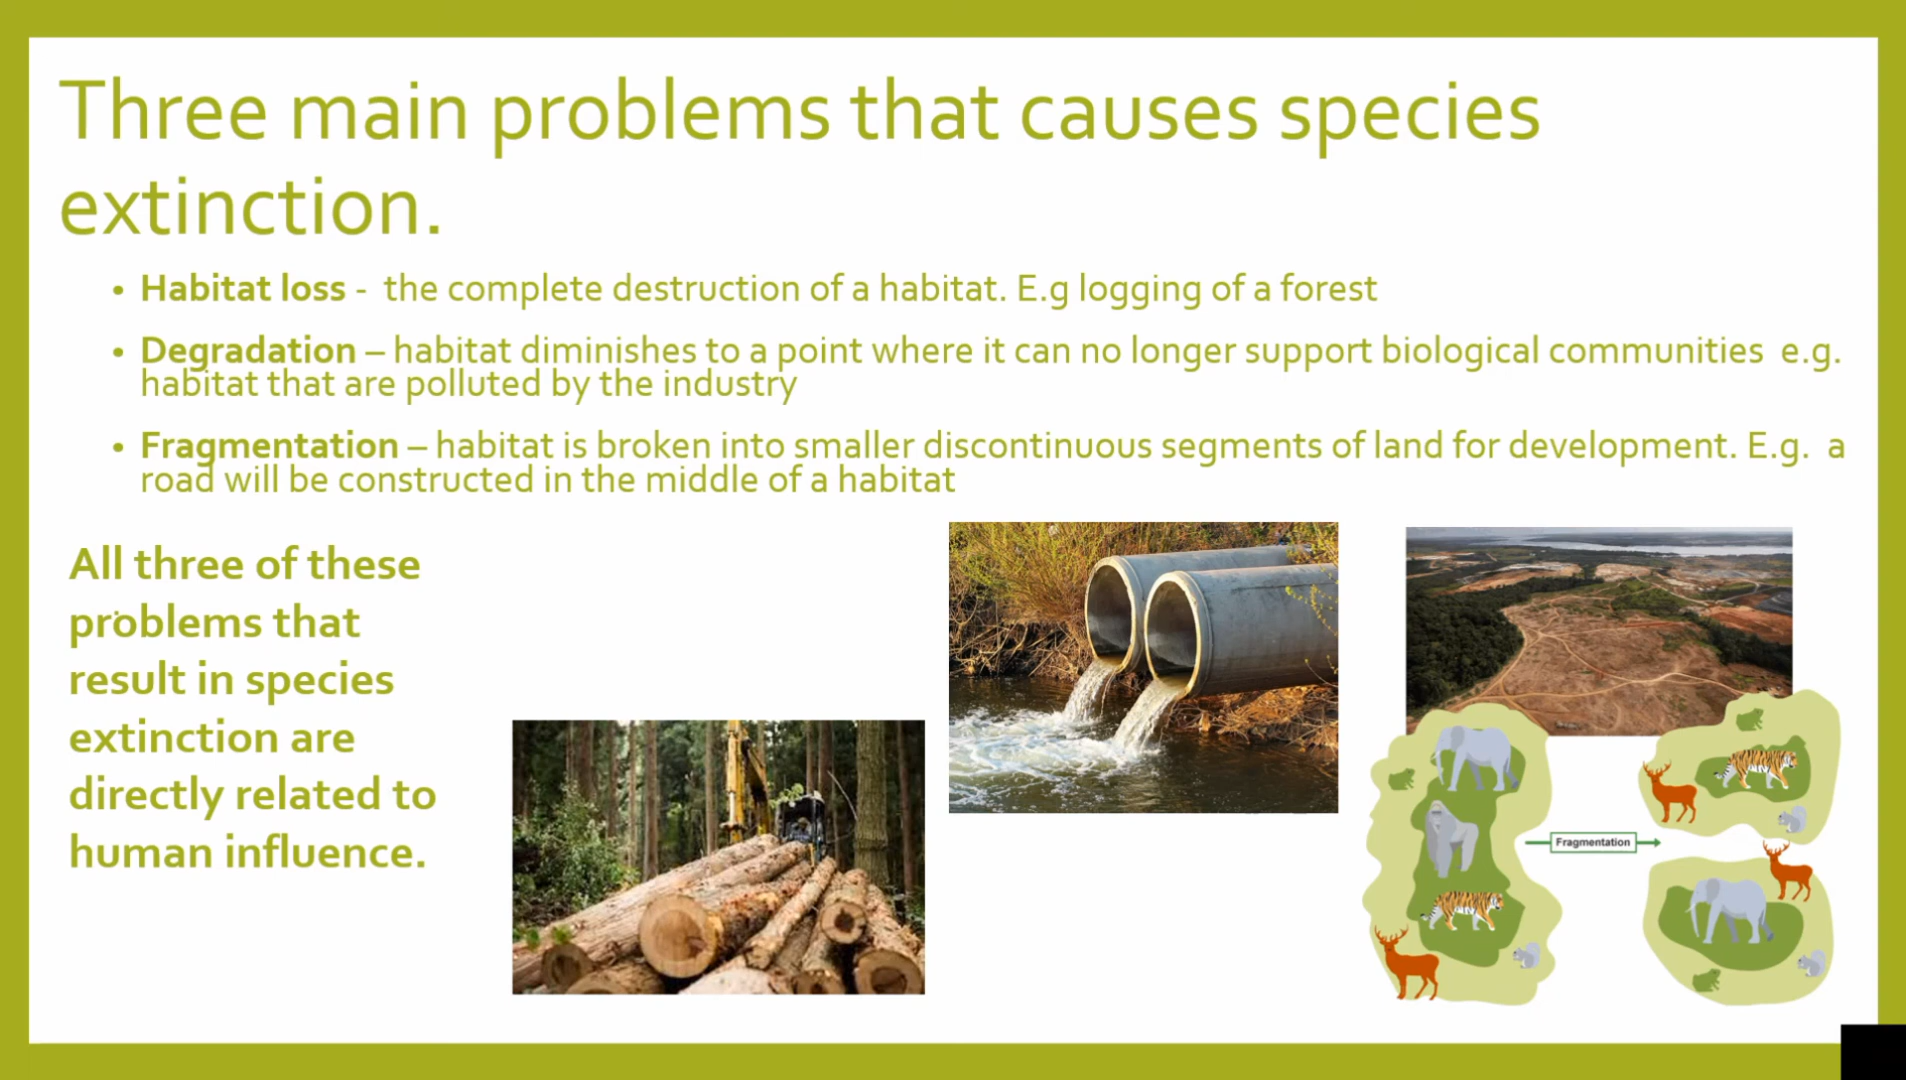 Three main problems that causes species
extinction.
• Habitat loss -  the complete destruction of a habitat. E.g logging of a forest
• Degradation – habitat diminishes to a point where it can no longer support biological communities  e.g.
habitat that are polluted by the industry
• Fragmentation – habitat is broken into smaller discontinuous segments of land for development. E.g.  a
road will be constructed in the middle of a habitat
All three of these
problems that
result in species
extinction are
directly related to
human influence.
Fragmentation